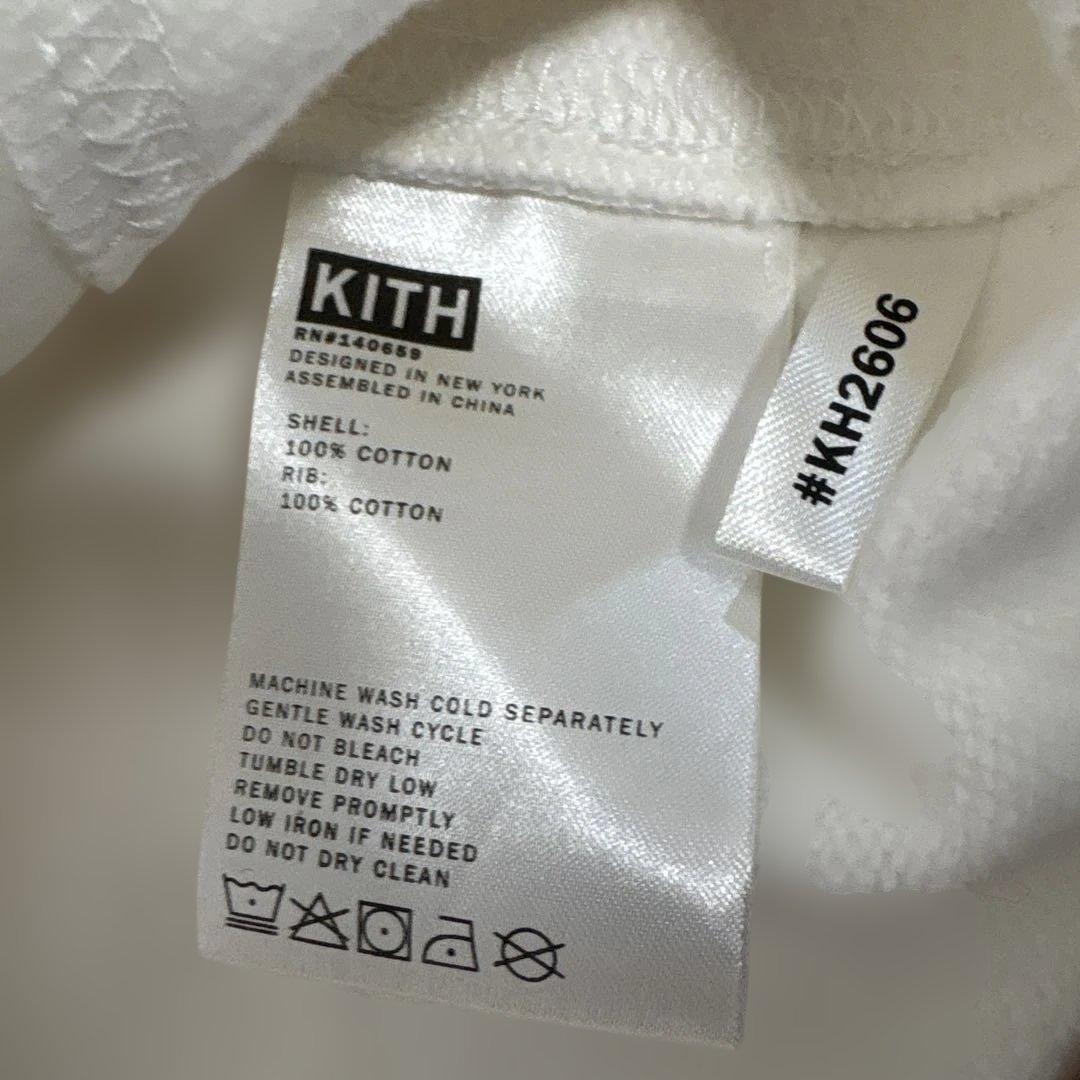 KITH
RN#140659
DESIGNED IN NEW YORK
ASSEMBLED IN CHINA
SHELL:
100% COTTON
RIB:
100% COTTON
MACHINE WASH COLD SEPARATELY
GENTLE WASH CYCLE
DO NOT BLEACH
TUMBLE DRY LOW
REMOVE PROMPTLY
LOW IRON IF NEEDED
DO NOT DRY CLEAN
#KH2606